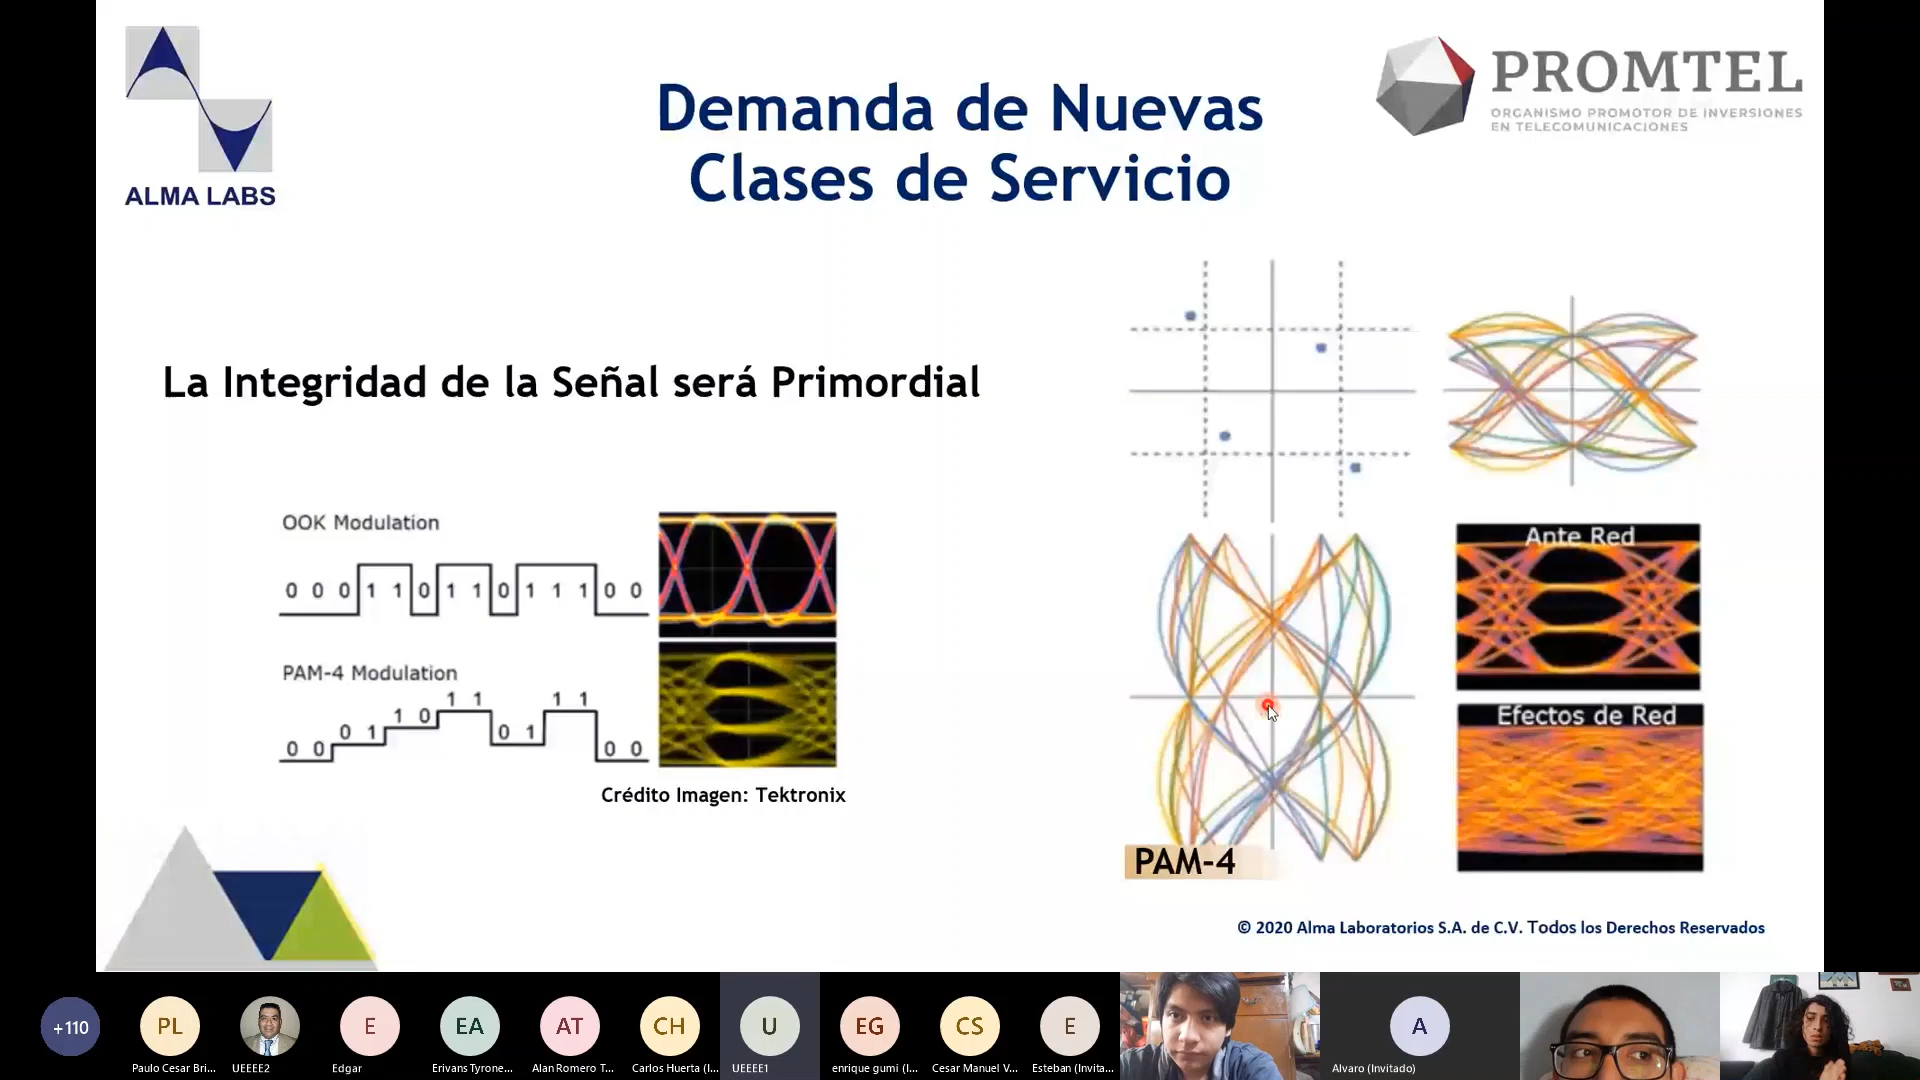 ALMA LABS
PROMTEL
ORGANISMO PROMOTOR DE INVERSIONES
EN TELECOMUNICACIONES
Demanda de Nuevas
Clases de Servicio
La Integridad de la Señal será Primordial
OOK Modulation
0 0 0 1 1 0 1 1 0 1 1 1 0 0
PAM-4 Modulation
0 0 0 1 1 0 1 1 0 1 1 1 0 0
Crédito Imagen: Tektronix
Ante Red
Efectos de Red
PAM-4
© 2020 Alma Laboratorios S.A. de C.V. Todos los Derechos Reservados
+110
PL
E
EA
AT
CH
U
EG
CS
E
A
Paulo Cesar Bri...
UEEEE2
Edgar
Erivans Tyrone...
Alan Romero T...
Carlos Huerta (I...
UEEEE1
enrique gumi (I...
Cesar Manuel V...
Esteban (Invita...
Alvaro (Invitado)